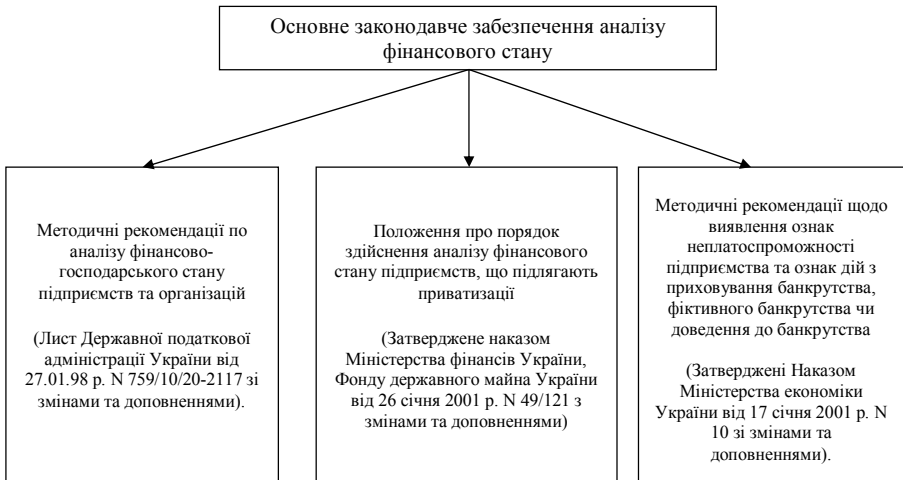 Основне законодавче забезпечення аналізу
фінансового стану
Методичні рекомендації по
аналізу фінансово-
господарського стану
підприємств та організацій
(Лист Державної податкової
адміністрації України від
27.01.98 р. N 759/10/20-2117 зі
змінами та доповненнями).
Положення про порядок
здійснення аналізу фінансового
стану підприємств, що підлягають
приватизації
(Затверджене наказом
Міністерства фінансів України,
Фонду державного майна України
від 26 січня 2001 р. N 49/121 з
змінами та доповненнями)
Методичні рекомендації щодо
виявлення ознак
неплатоспроможності
підприємства та ознак дій з
приховування банкрутства,
фіктивного банкрутства чи
доведення до банкрутства
(Затверджені Наказом
Міністерства економіки
України від 17 січня 2001 р. N
10 зі змінами та
доповненнями).